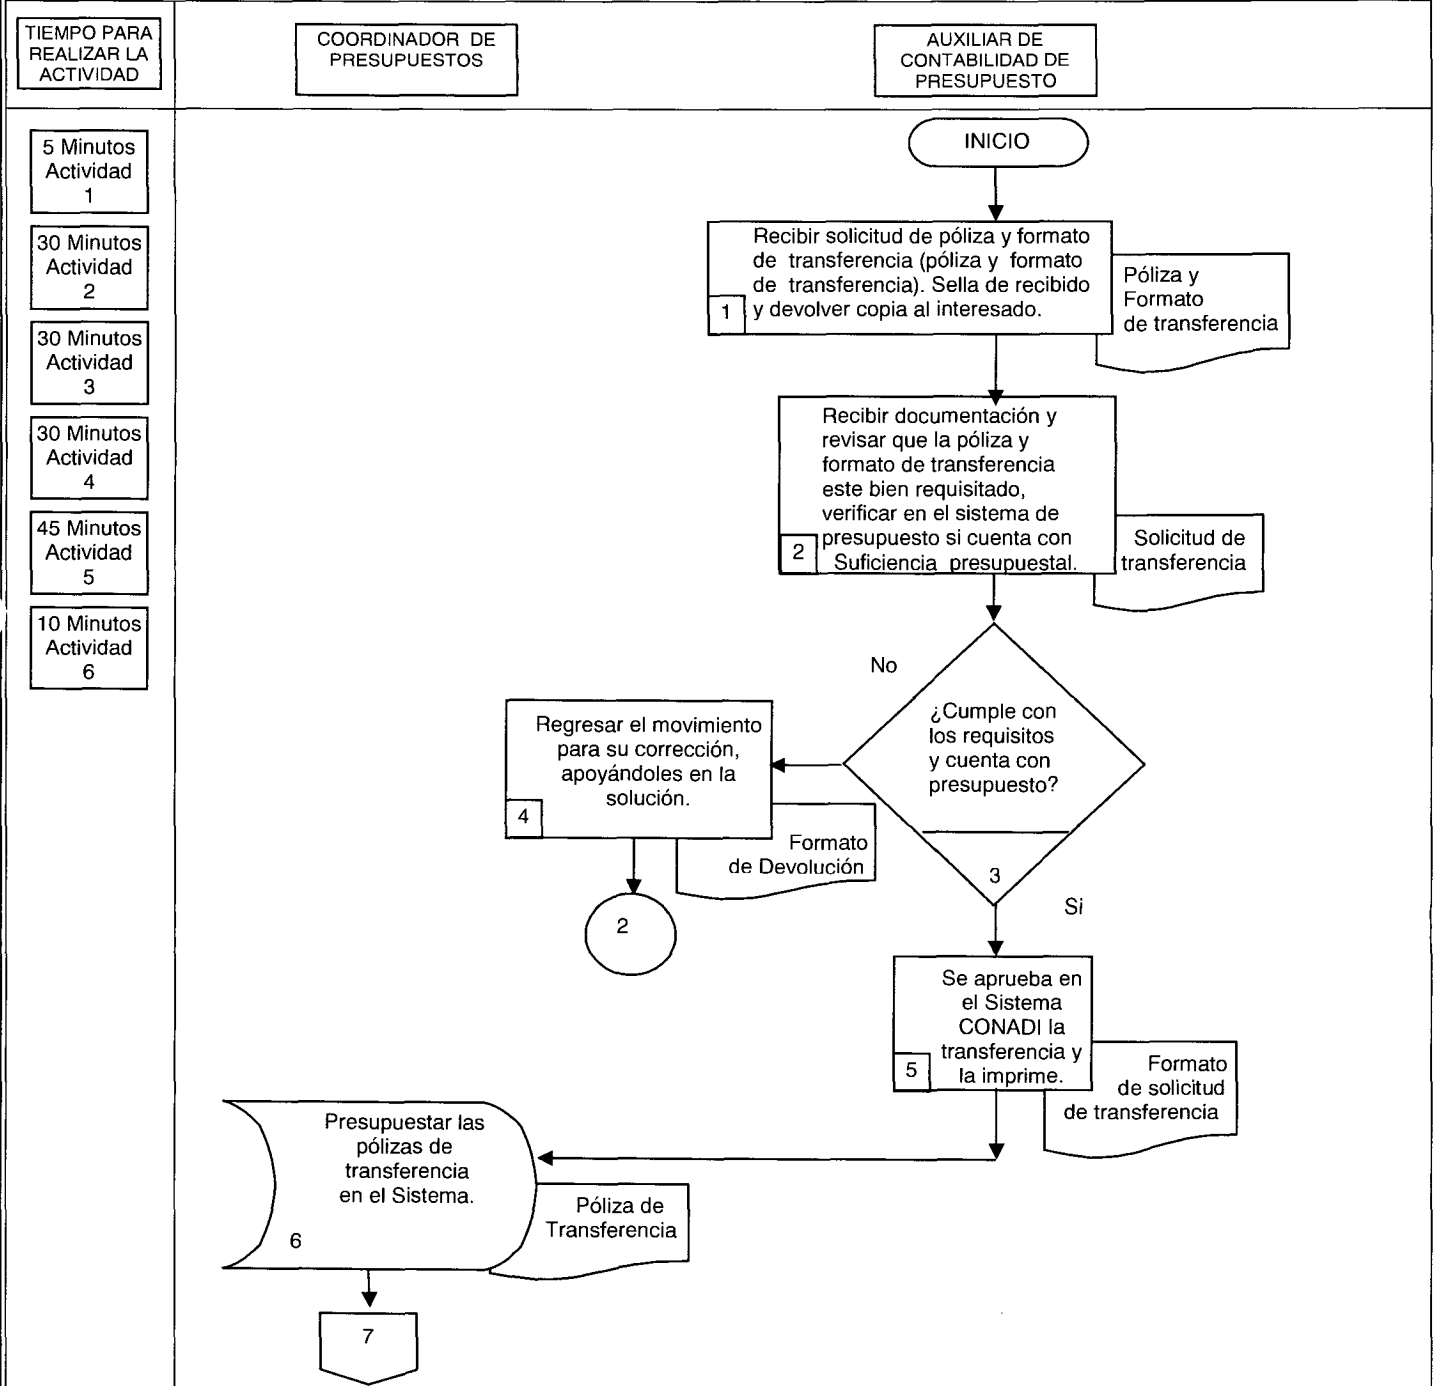 TIEMPO PARA
REALIZAR LA
ACTIVIDAD
COORDINADOR DE
PRESUPUESTOS
AUXILIAR DE
CONTABILIDAD DE
PRESUPUESTO
5 Minutos
Actividad
1
30 Minutos
Actividad
2
30 Minutos
Actividad
3
30 Minutos
Actividad
4
45 Minutos
Actividad
5
10 Minutos
Actividad
6
INICIO
Recibir solicitud de póliza y formato
de transferencia (póliza y formato
de transferencia). Sella de recibido
y devolver copia al interesado.
1
Póliza y
Formato
de transferencia
Recibir documentación y
revisar que la póliza y
formato de transferencia
este bien requisitado,
verificar en el sistema de
presupuesto si cuenta con
Suficiencia presupuestal.
2
Solicitud de
transferencia
No
¿Cumple con
los requisitos
y cuenta con
presupuesto?
3
Si
Regresar el movimiento
para su corrección,
apoyándoles en la
solución.
4
Formato
de Devolución
2
Se aprueba en
el Sistema
CONADI la
transferencia y
la imprime.
5
Formato
de solicitud
de transferencia
Presupuestar las
pólizas de
transferencia
en el Sistema.
6
Póliza de
Transferencia
7